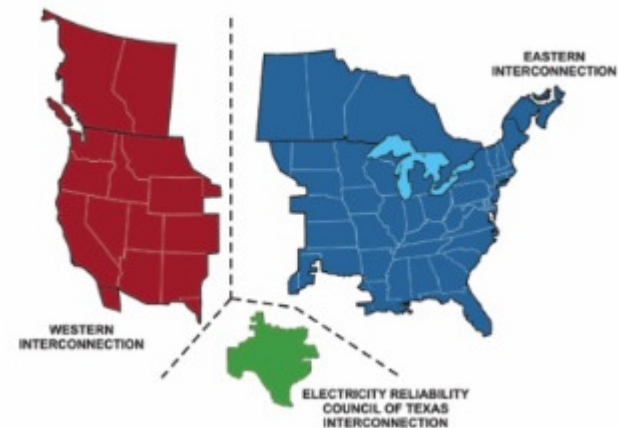 EASTERN
INTERCONNECTION
WESTERN
INTERCONNECTION
ELECTRICITY RELIABILITY
COUNCIL OF TEXAS
INTERCONNECTION